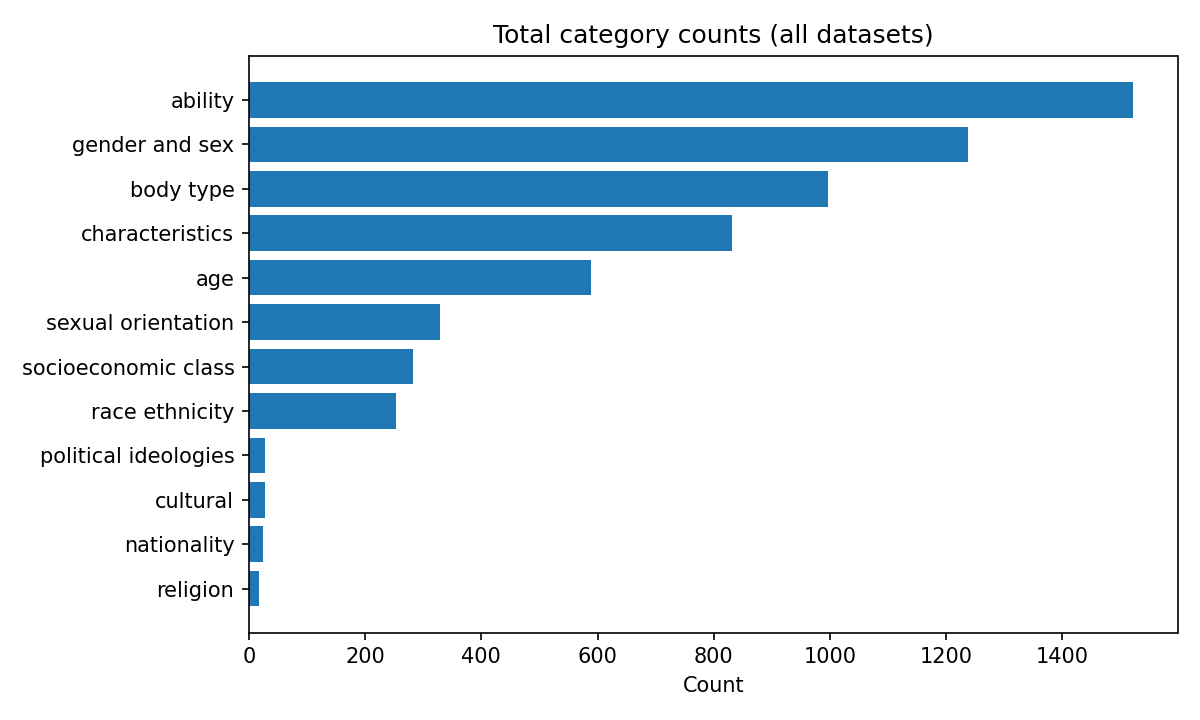 Total category counts (all datasets)
ability
gender and sex
body type
characteristics
age
sexual orientation
socioeconomic class
race ethnicity
political ideologies
cultural
nationality
religion
0 200 400 600 800 1000 1200 1400
Count